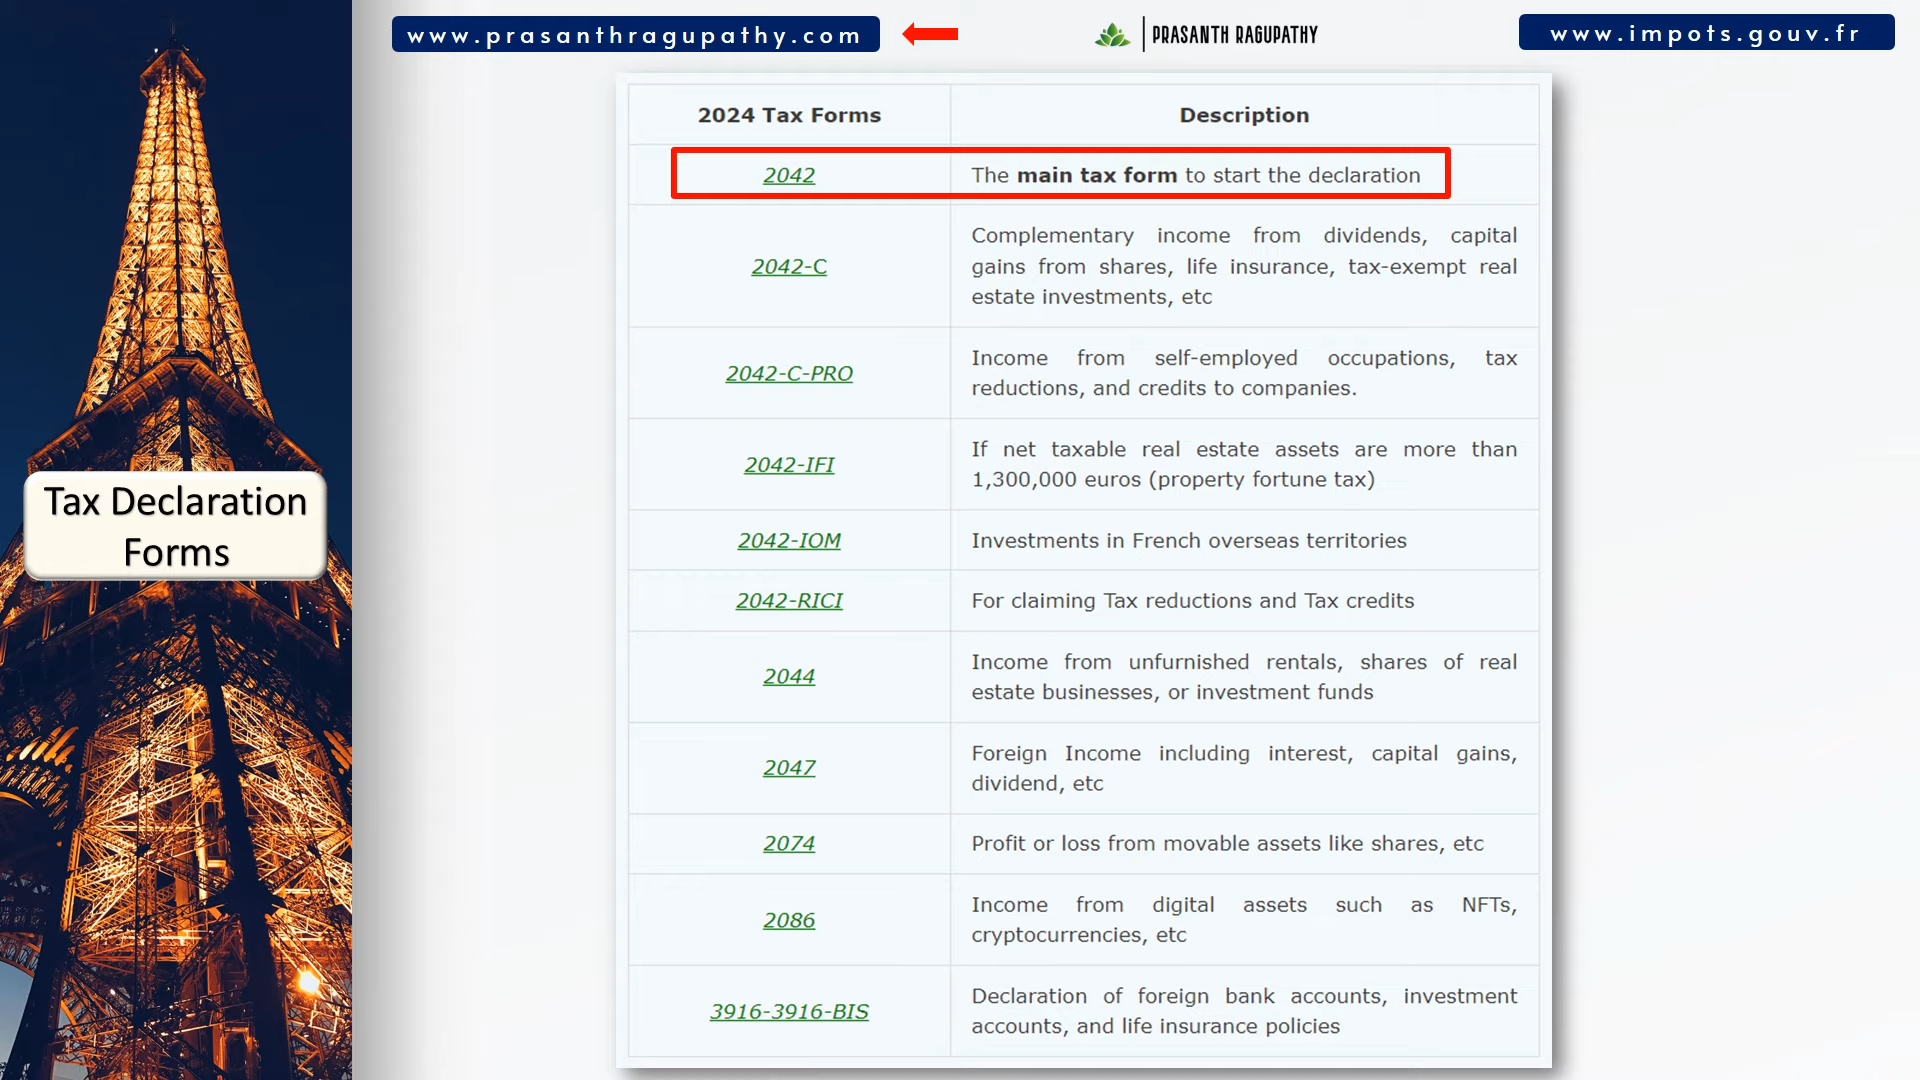 www.prasanthragupathy.com
PRASANTH RAGUPATHY
www.impots.gouv.fr
Tax Declaration
Forms
2024 Tax Forms
Description
2042
The main tax form to start the declaration
2042-C
Complementary income from dividends, capital
gains from shares, life insurance, tax-exempt real
estate investments, etc
2042-C-PRO
Income from self-employed occupations, tax
reductions, and credits to companies.
2042-IFI
If net taxable real estate assets are more than
1,300,000 euros (property fortune tax)
2042-IOM
Investments in French overseas territories
2042-RICI
For claiming Tax reductions and Tax credits
2044
Income from unfurnished rentals, shares of real
estate businesses, or investment funds
2047
Foreign Income including interest, capital gains,
dividend, etc
2074
Profit or loss from movable assets like shares, etc
2086
Income from digital assets such as NFTs,
cryptocurrencies, etc
3916-3916-BIS
Declaration of foreign bank accounts, investment
accounts, and life insurance policies